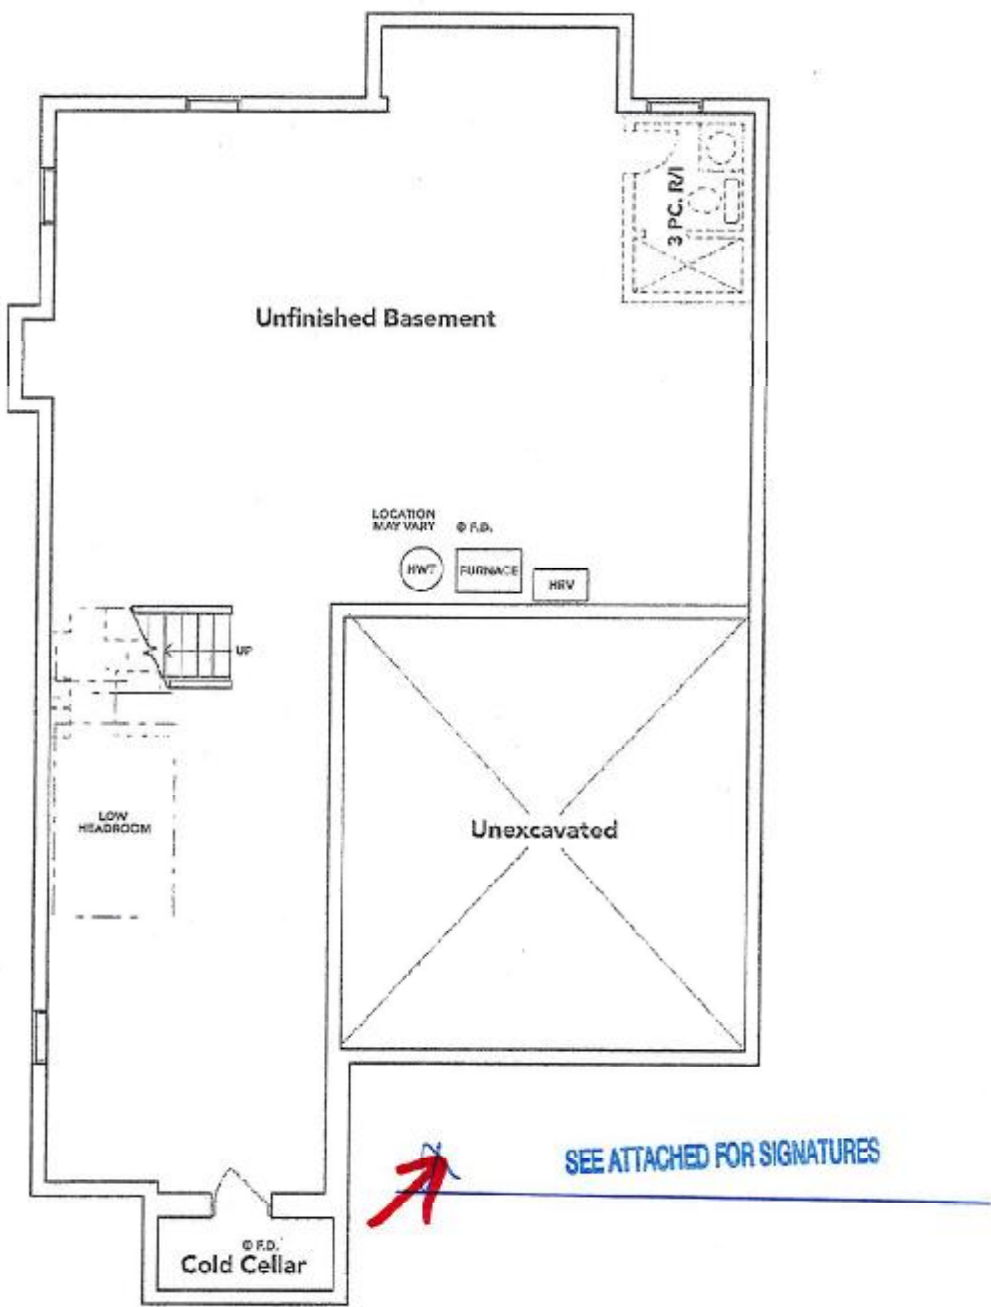 3 PC. R/I
Unfinished Basement
LOCATION
MAY VARY
F.D.
HWT
FURNACE
HRV
UP
LOW
HEADROOM
Unexcavated
SEE ATTACHED FOR SIGNATURES
F.D.
Cold Cellar